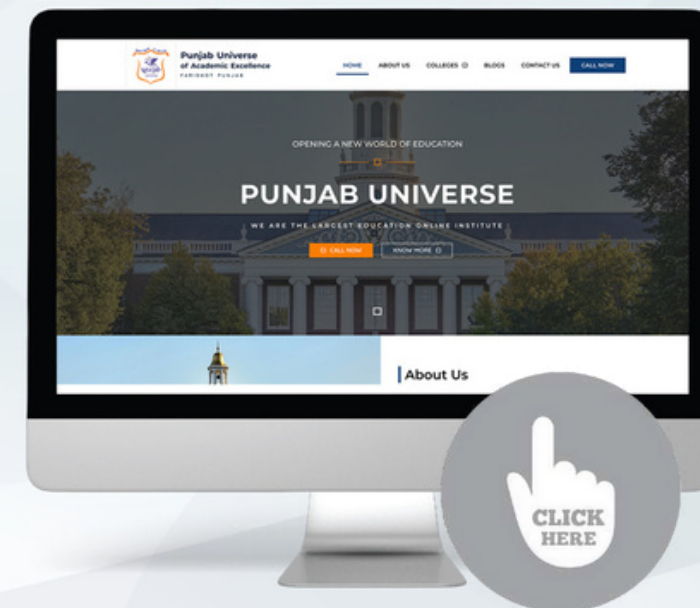 Punjab Universe
of Academic Excellence
FARIDKOT PUNJAB
HOME ABOUT US COLLEGES BLOGS CONTACT US CALL NOW
OPENING A NEW WORLD OF EDUCATION
PUNJAB UNIVERSE
WE ARE THE LARGEST EDUCATION ONLINE INSTITUTE
CALL NOW KNOW MORE
About Us
CLICK
HERE